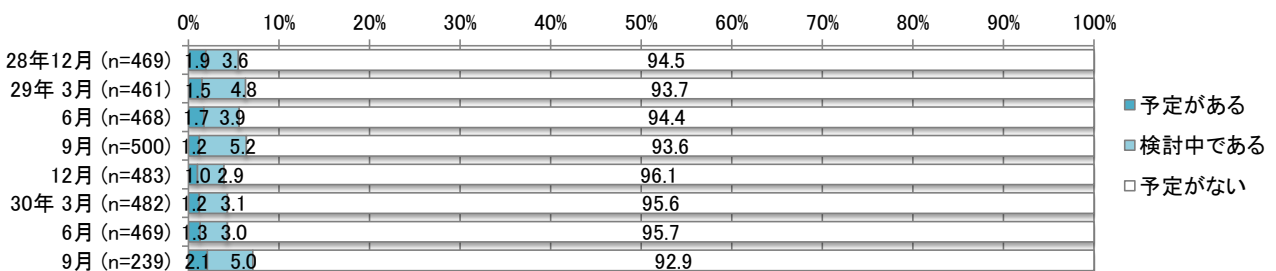 0% 10% 20% 30% 40% 50% 60% 70% 80% 90% 100%
28年12月 (n=469) 1.9 3.6 94.5
29年 3月 (n=461) 1.5 4.8 93.7
6月 (n=468) 1.7 3.9 94.4
9月 (n=500) 1.2 5.2 93.6
12月 (n=483) 1.0 2.9 96.1
30年 3月 (n=482) 1.2 3.1 95.6
6月 (n=469) 1.3 3.0 95.7
9月 (n=239) 2.1 5.0 92.9
予定がある
検討中である
予定がない